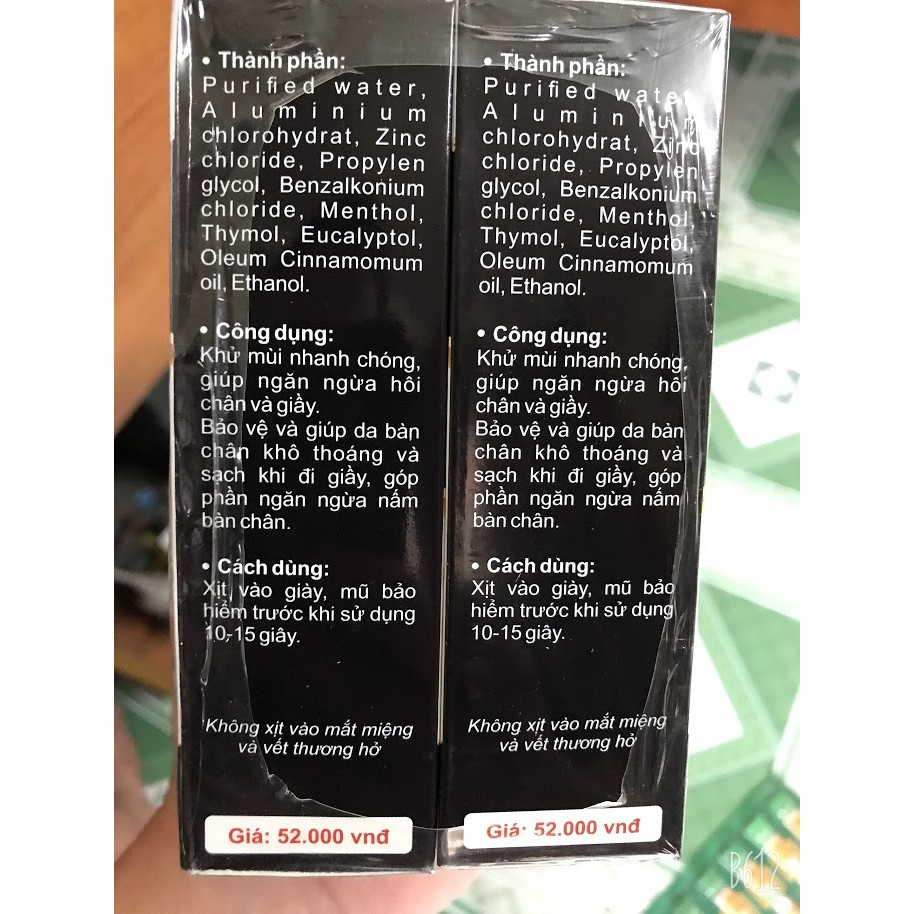 • Thành phần:
Purified water,
Aluminium
chlorohydrat, Zinc
chloride, Propylen
glycol, Benzalkonium
chloride, Menthol,
Thymol, Eucalyptol,
Oleum Cinnamomum
oil, Ethanol.
• Công dụng:
Khử mùi nhanh chóng,
giúp ngăn ngừa hôi
chân và giầy.
Bảo vệ và giúp da bàn
chân khô thoáng và
sạch khi đi giầy, góp
phần ngăn ngừa nấm
bàn chân.
• Cách dùng:
Xịt vào giày, mũ bảo
hiểm trước khi sử dụng
10-15 giây.
Không xịt vào mắt miệng
và vết thương hở
Giá: 52.000 vnđ
• Thành phần:
Purified water,
Aluminium
chlorohydrat, Zinc
chloride, Propylen
glycol, Benzalkonium
chloride, Menthol,
Thymol, Eucalyptol,
Oleum Cinnamomum
oil, Ethanol.
• Công dụng:
Khử mùi nhanh chóng,
giúp ngăn ngừa hôi
chân và giầy.
Bảo vệ và giúp da bàn
chân khô thoáng và
sạch khi đi giầy, góp
phần ngăn ngừa nấm
bàn chân.
• Cách dùng:
Xịt vào giày, mũ bảo
hiểm trước khi sử dụng
10-15 giây.
Không xịt vào mắt miệng
và vết thương hở
Giá: 52.000 vnđ
B612